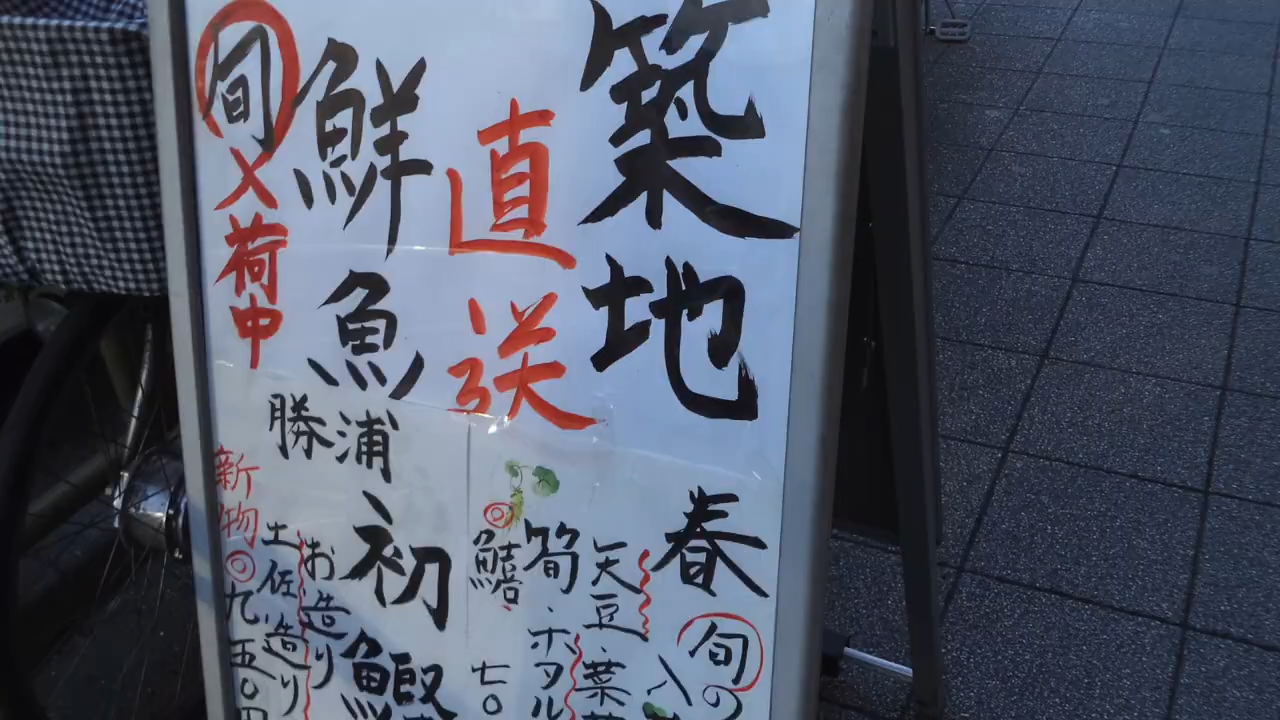 築地
直送
鮮魚
旬入荷中
春
旬の
入
天豆・葉
筍・ホタル
七〇
勝浦
初鰹
お造り
土佐造り
新物◎九五〇円